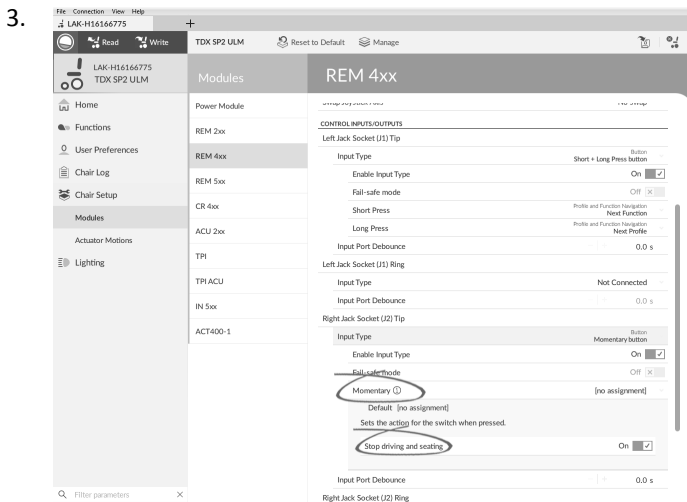 3.
File Connection View Help
LAK-H16166775 +
Read Write TDX SP2 ULM Reset to Default Manage
LAK-H16166775
TDX SP2 ULM
Modules
REM 4xx
Home
Functions
User Preferences
Chair Log
Chair Setup
Modules
Actuator Motions
Lighting
Filter parameters ×
Power Module
REM 2xx
REM 4xx
REM 5xx
CR 4xx
ACU 2xx
TPI
TPI ACU
IN 5xx
ACT400-1
Swap Joystick Axis No Swap
CONTROL INPUTS/OUTPUTS
Left Jack Socket (J1) Tip
Input Type Button
Short + Long Press button
Enable Input Type On
Fail-safe mode Off
Short Press Profile and Function Navigation
Next Function
Long Press Profile and Function Navigation
Next Profile
Input Port Debounce 0.0 s
Left Jack Socket (J1) Ring
Input Type Not Connected
Input Port Debounce 0.0 s
Right Jack Socket (J2) Tip
Input Type Button
Momentary button
Enable Input Type On
Fail-safe mode Off
Momentary [no assignment]
Default [no assignment]
Sets the action for the switch when pressed.
Stop driving and seating On
Input Port Debounce 0.0 s
Right Jack Socket (J2) Ring